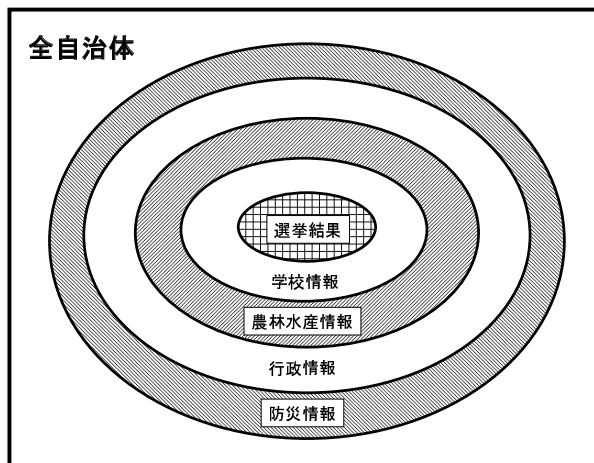 全自治体
選挙結果
学校情報
農林水産情報
行政情報
防災情報